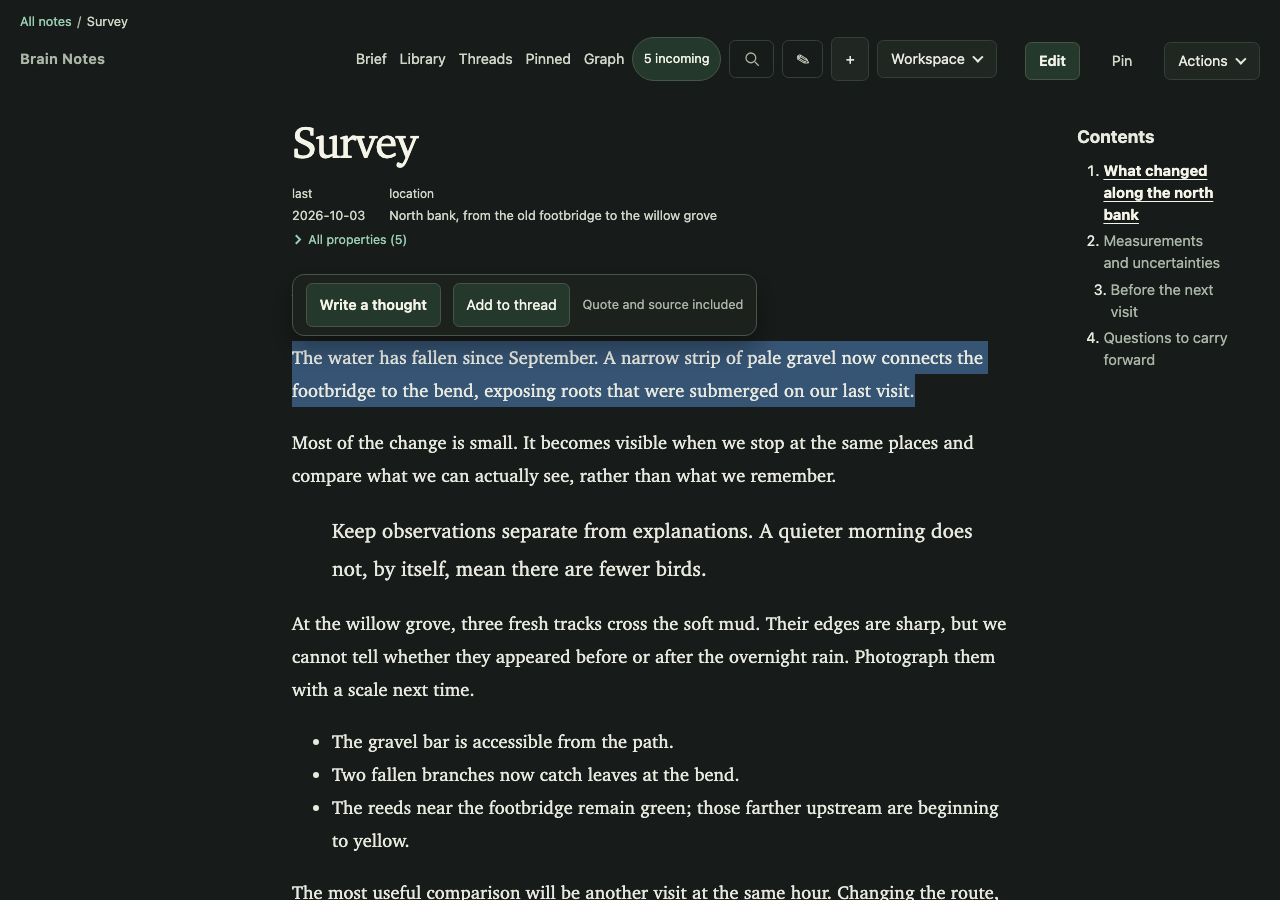 All notes / Survey
Brain Notes
Brief
Library
Threads
Pinned
Graph
5 incoming
+
Workspace
Edit
Pin
Actions
Survey
last
location
2026-10-03
North bank, from the old footbridge to the willow grove
All properties (5)
Write a thought
Add to thread
Quote and source included
The water has fallen since September. A narrow strip of pale gravel now connects the
footbridge to the bend, exposing roots that were submerged on our last visit.
Most of the change is small. It becomes visible when we stop at the same places and
compare what we can actually see, rather than what we remember.
Keep observations separate from explanations. A quieter morning does
not, by itself, mean there are fewer birds.
At the willow grove, three fresh tracks cross the soft mud. Their edges are sharp, but we
cannot tell whether they appeared before or after the overnight rain. Photograph them
with a scale next time.
• The gravel bar is accessible from the path.
• Two fallen branches now catch leaves at the bend.
• The reeds near the footbridge remain green; those farther upstream are beginning
to yellow.
The most useful comparison will be another visit at the same hour. Changing the route,
Contents
1. What changed
along the north
bank
2. Measurements
and uncertainties
3. Before the next
visit
4. Questions to carry
forward